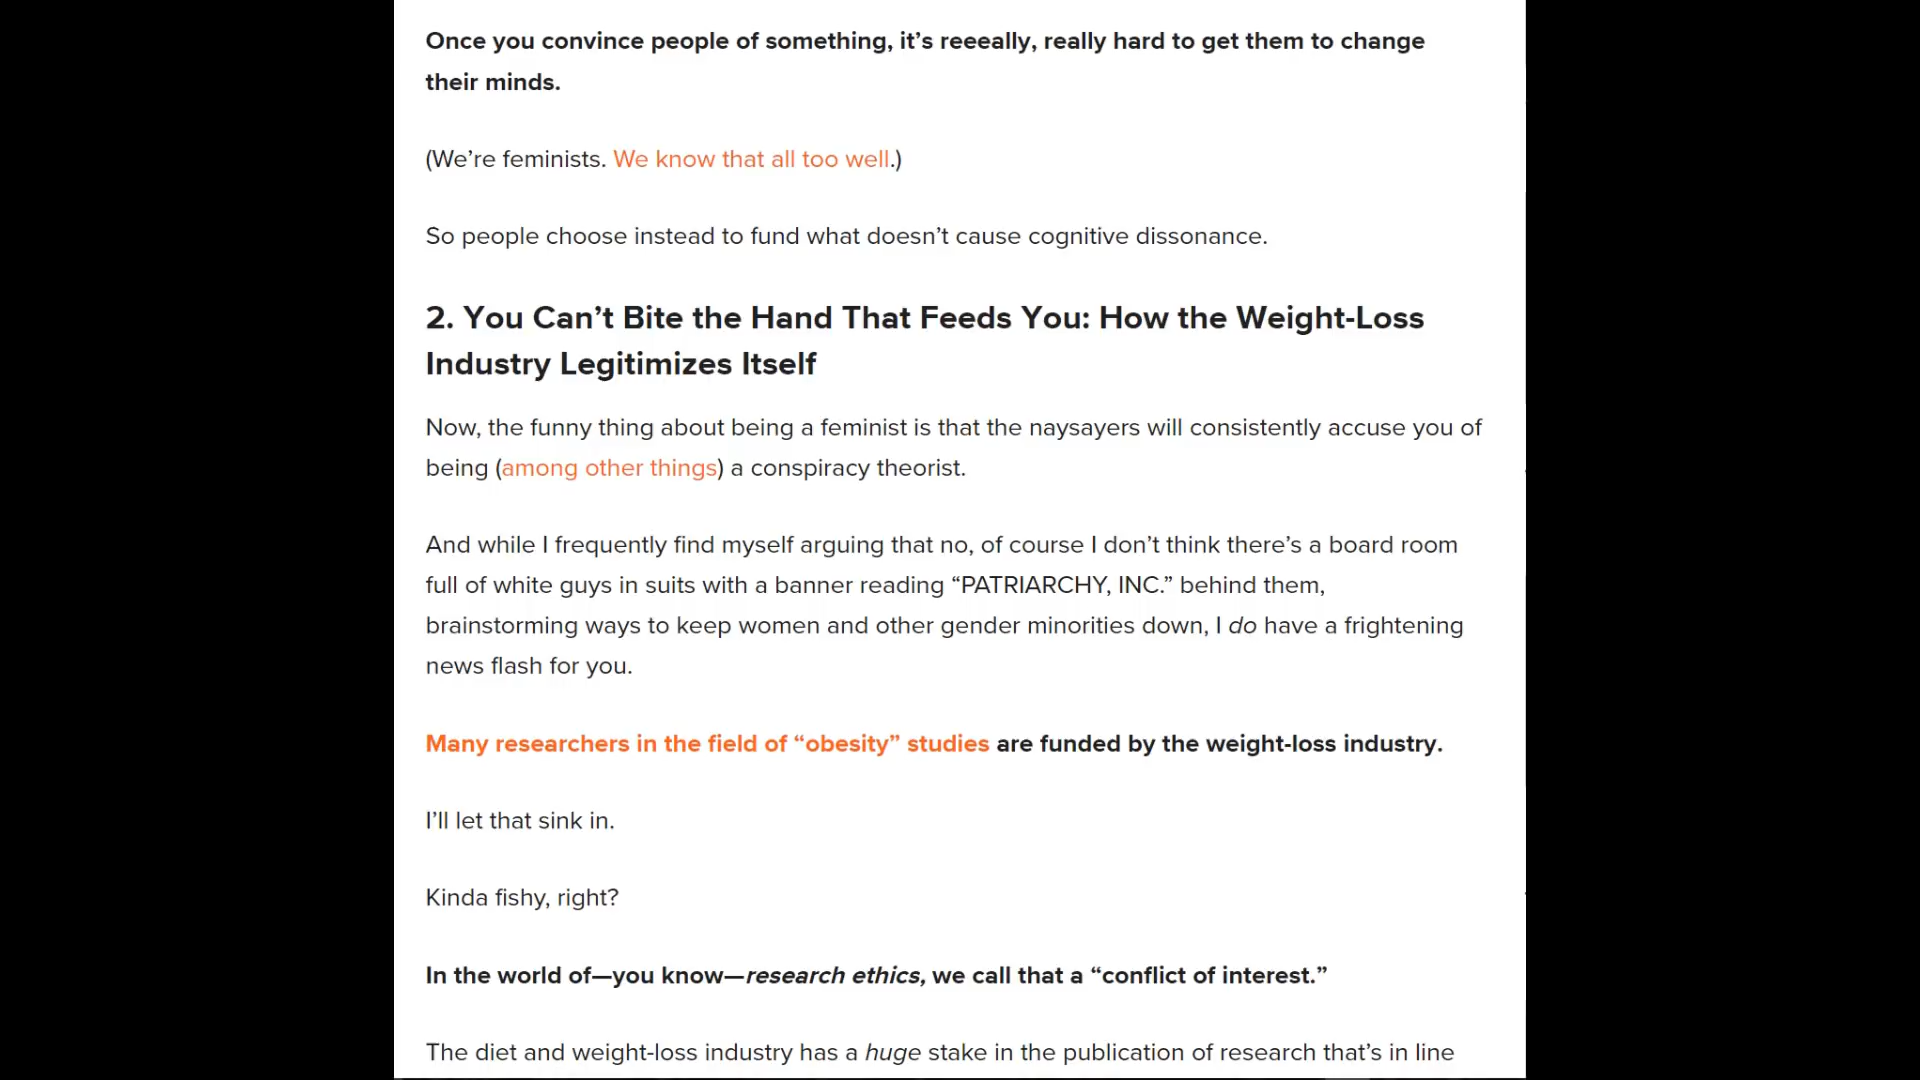 Once you convince people of something, it’s reeeally, really hard to get them to change
their minds.
(We’re feminists. We know that all too well.)
So people choose instead to fund what doesn’t cause cognitive dissonance.
2. You Can’t Bite the Hand That Feeds You: How the Weight-Loss
Industry Legitimizes Itself
Now, the funny thing about being a feminist is that the naysayers will consistently accuse you of
being (among other things) a conspiracy theorist.
And while I frequently find myself arguing that no, of course I don’t think there’s a board room
full of white guys in suits with a banner reading “PATRIARCHY, INC.” behind them,
brainstorming ways to keep women and other gender minorities down, I do have a frightening
news flash for you.
Many researchers in the field of “obesity” studies are funded by the weight-loss industry.
I’ll let that sink in.
Kinda fishy, right?
In the world of—you know—research ethics, we call that a “conflict of interest.”
The diet and weight-loss industry has a huge stake in the publication of research that’s in line